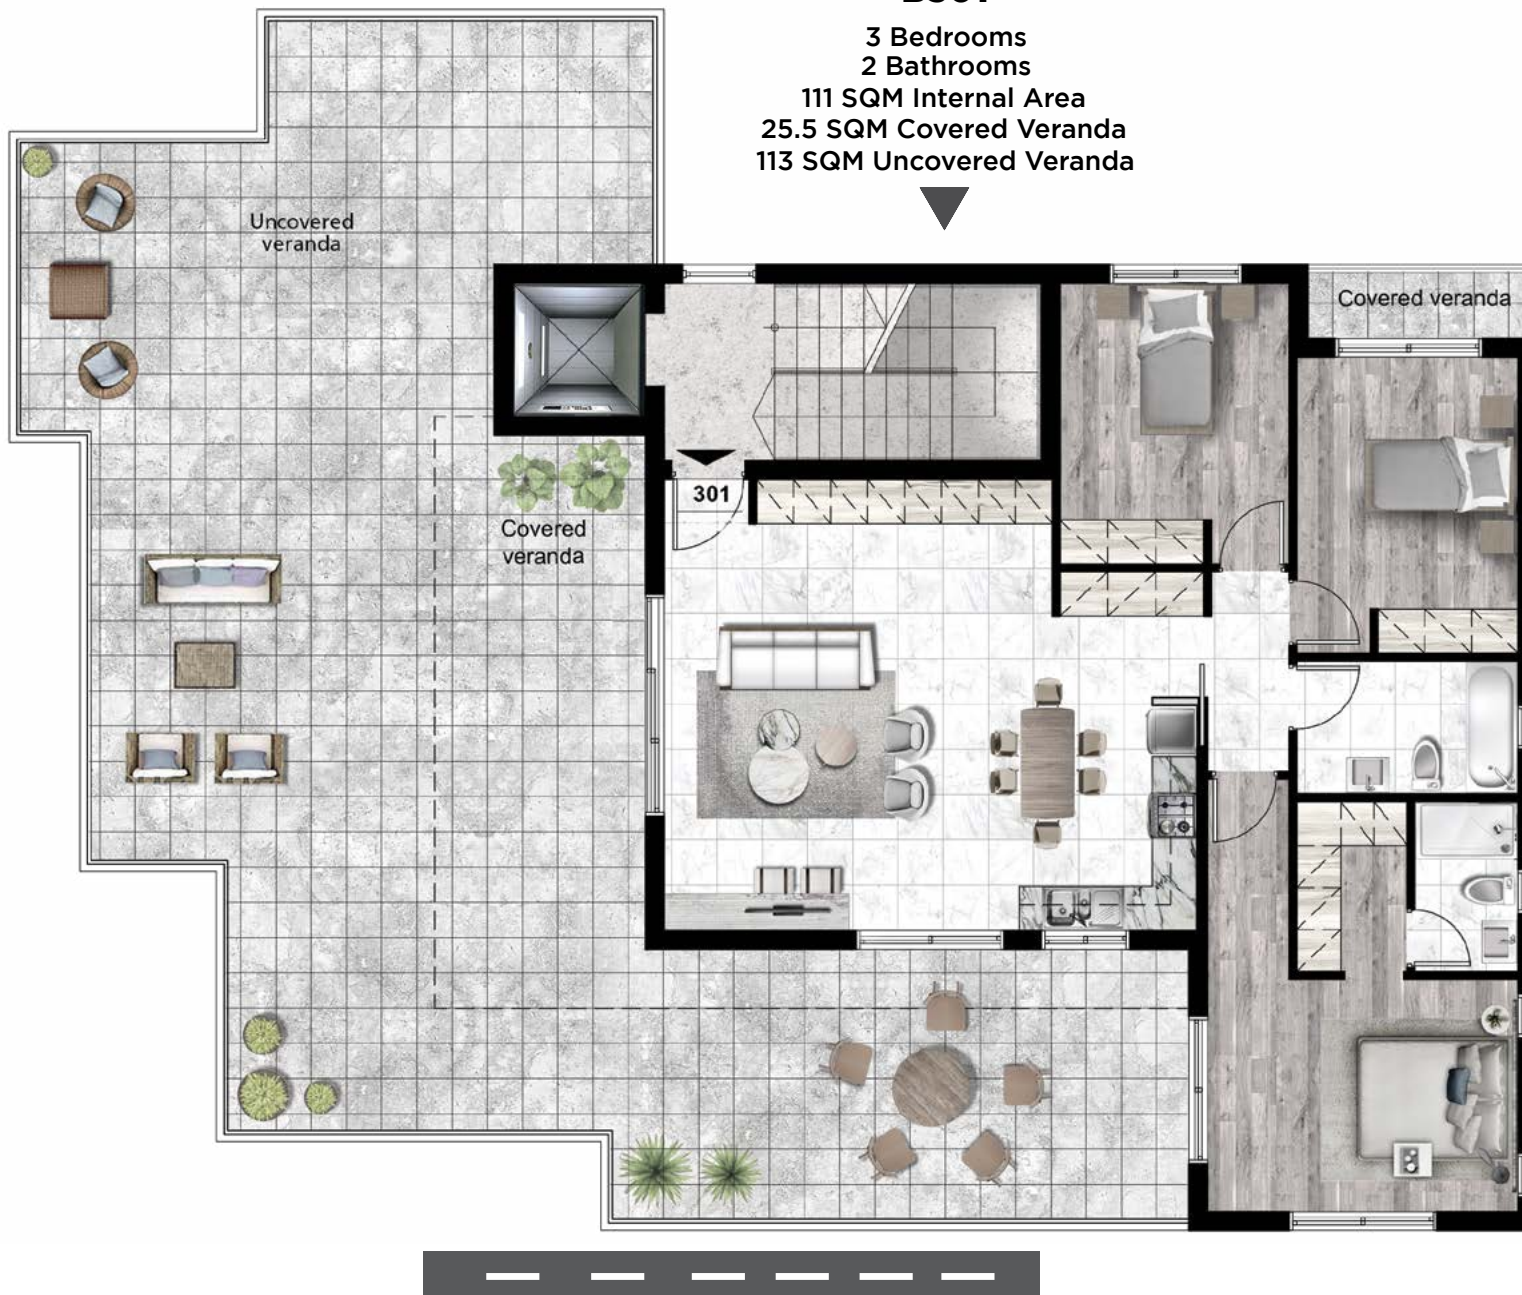 3 Bedrooms
2 Bathrooms
111 SQM Internal Area
25.5 SQM Covered Veranda
113 SQM Uncovered Veranda
Uncovered
veranda
Covered veranda
301
Covered
veranda